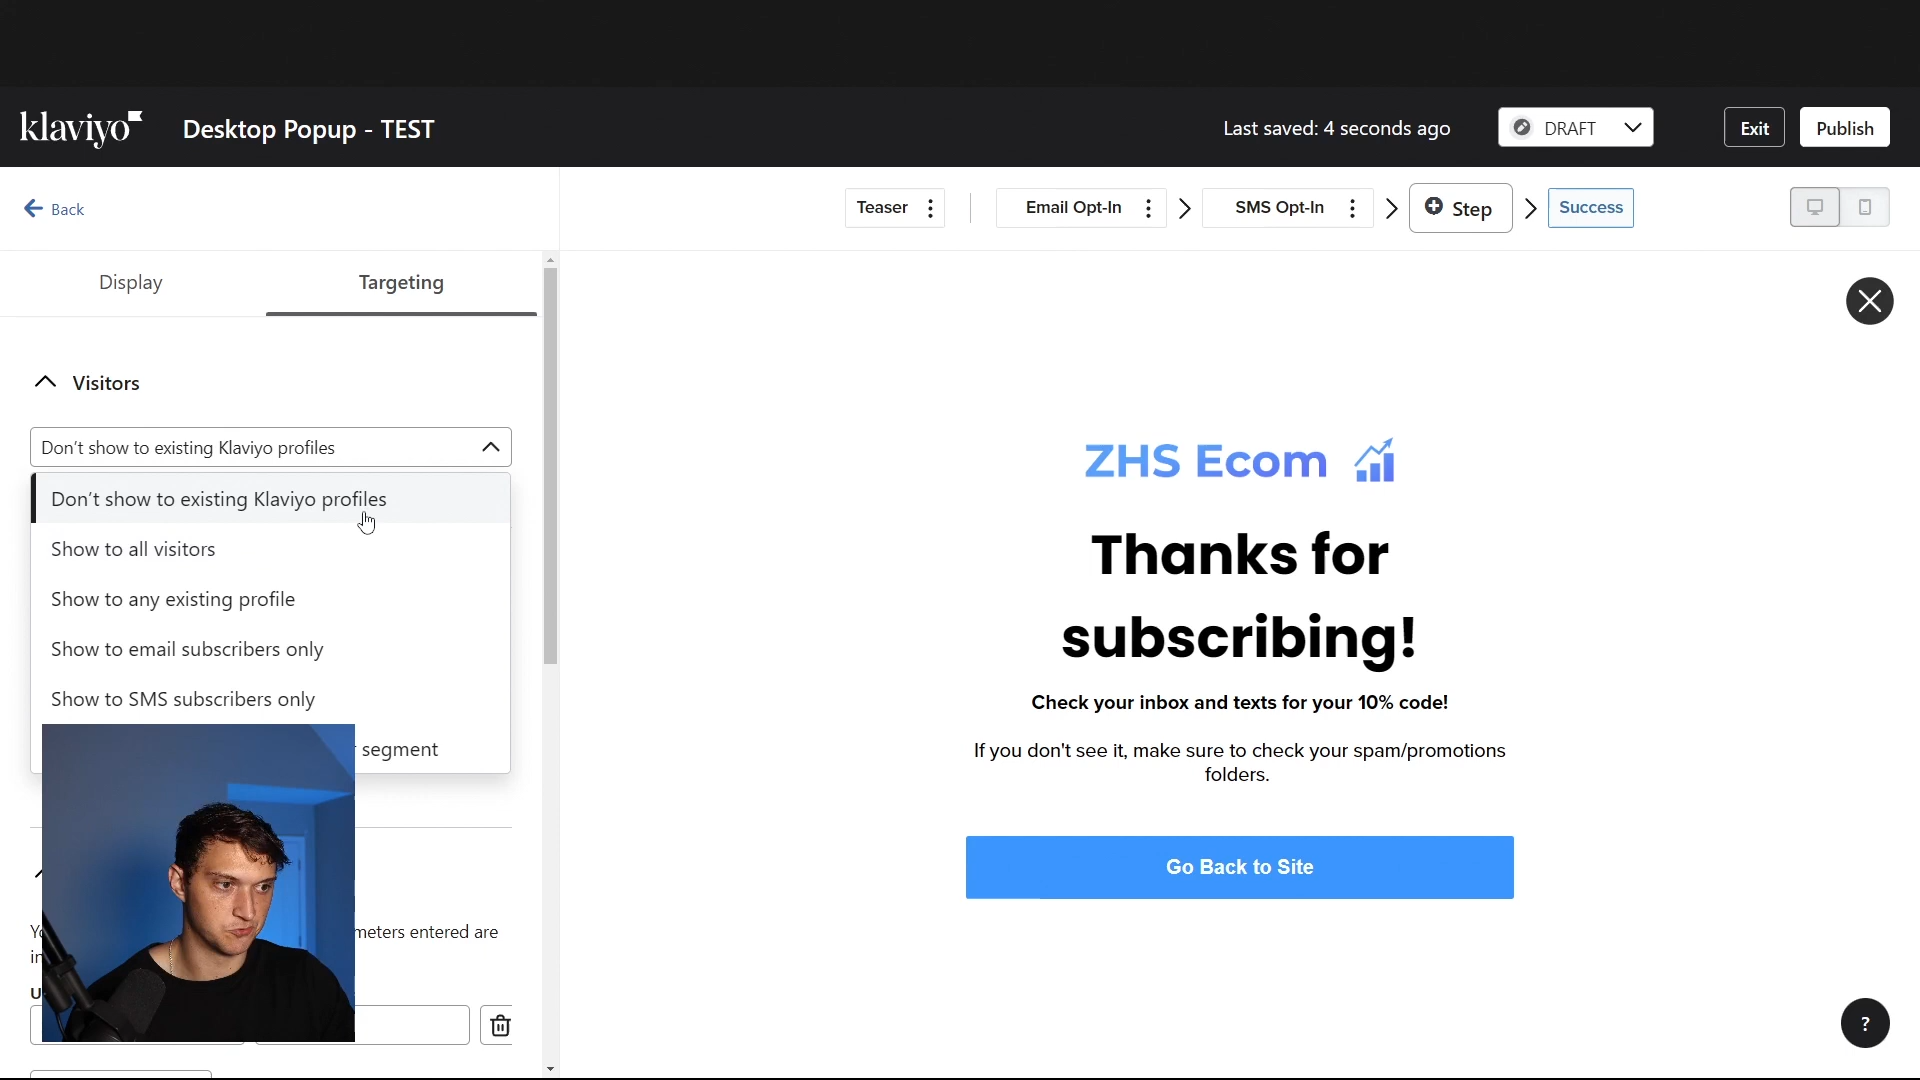 klaviyo
Desktop Popup - TEST
Last saved: 4 seconds ago
DRAFT
Exit
Publish
Back
Teaser
Email Opt-In
SMS Opt-In
Step
Success
Display
Targeting
Visitors
Don't show to existing Klaviyo profiles
Don't show to existing Klaviyo profiles
Show to all visitors
Show to any existing profile
Show to email subscribers only
Show to SMS subscribers only
segment
meters entered are
ZHS Ecom
Thanks for
subscribing!
Check your inbox and texts for your 10% code!
If you don't see it, make sure to check your spam/promotions
folders.
Go Back to Site
?